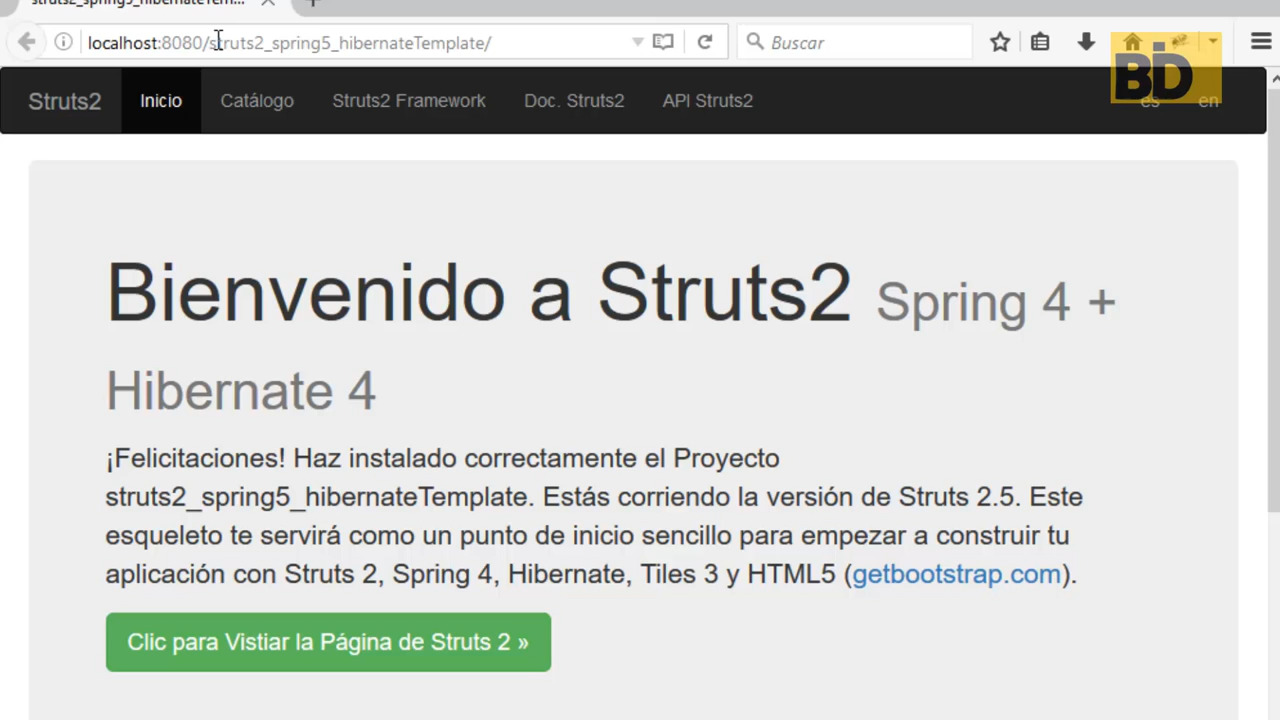 struts2_spring5_hibernateTem...
localhost:8080/struts2_spring5_hibernateTemplate/
Buscar
Struts2 Inicio Catálogo Struts2 Framework Doc. Struts2 API Struts2 es en
BID
Bienvenido a Struts2 Spring 4 +
Hibernate 4
¡Felicitaciones! Haz instalado correctamente el Proyecto
struts2_spring5_hibernateTemplate. Estás corriendo la versión de Struts 2.5. Este
esqueleto te servirá como un punto de inicio sencillo para empezar a construir tu
aplicación con Struts 2, Spring 4, Hibernate, Tiles 3 y HTML5 (getbootstrap.com).
Clic para Vistiar la Página de Struts 2 »